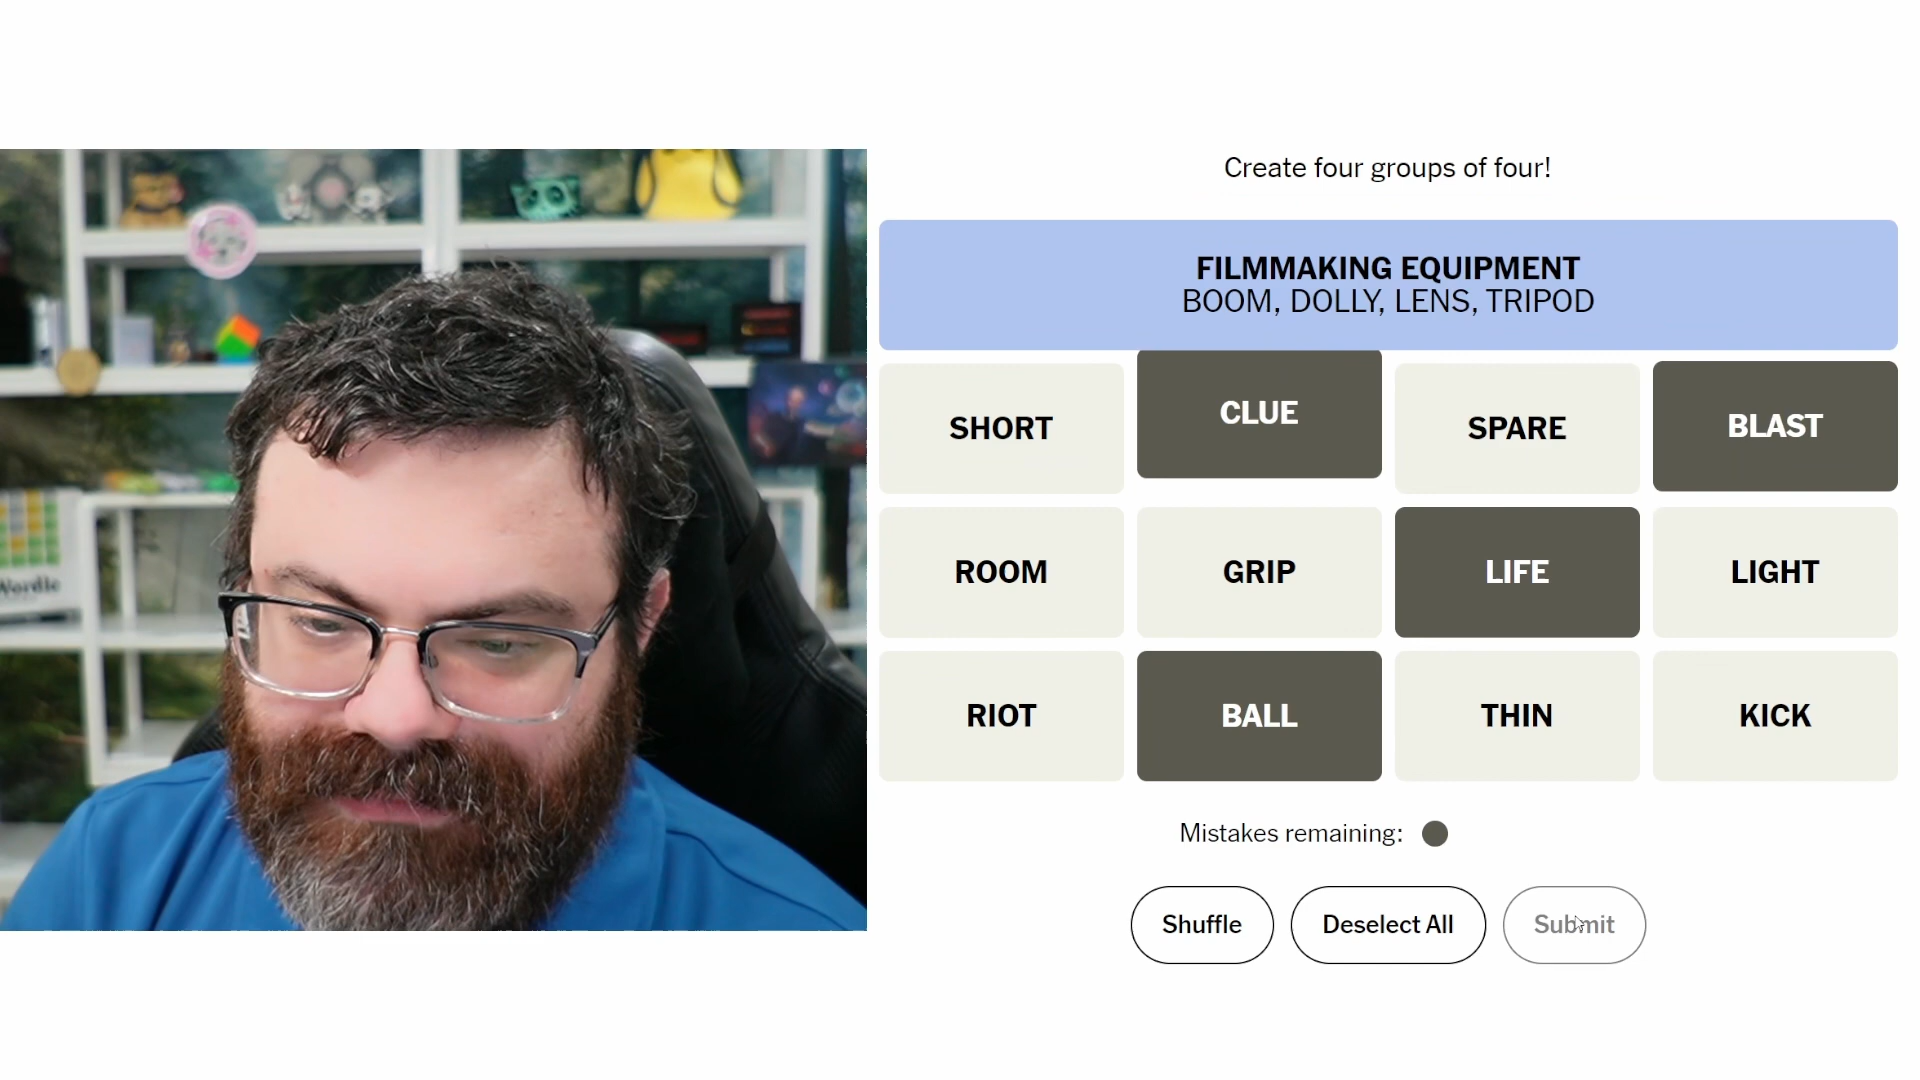 Create four groups of four!
FILMMAKING EQUIPMENT
BOOM, DOLLY, LENS, TRIPOD
SHORT
CLUE
SPARE
BLAST
ROOM
GRIP
LIFE
LIGHT
RIOT
BALL
THIN
KICK
Mistakes remaining:
Shuffle
Deselect All
Submit
Wordle